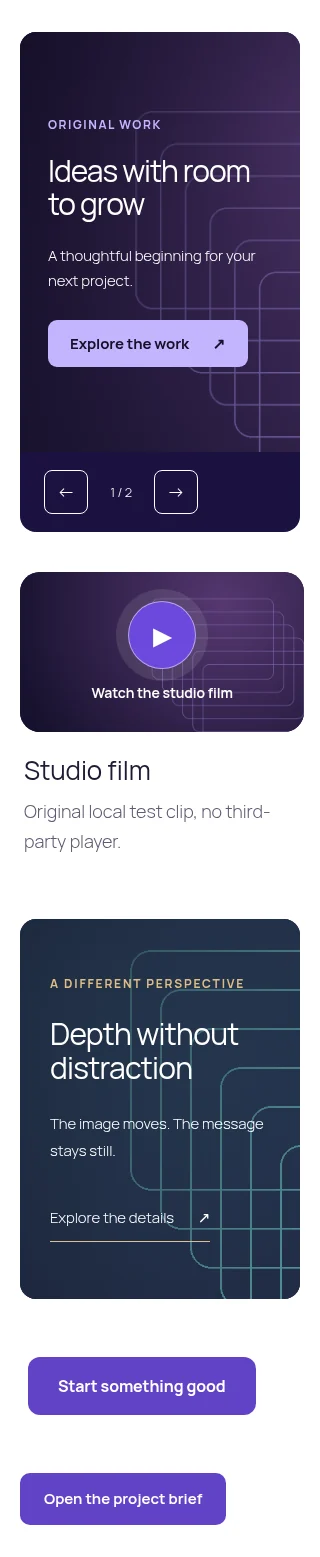 ORIGINAL WORK
Ideas with room
to grow
A thoughtful beginning for your
next project.
Explore the work ↗
← 1 / 2 →
Watch the studio film
Studio film
Original local test clip, no third-
party player.
A DIFFERENT PERSPECTIVE
Depth without
distraction
The image moves. The message
stays still.
Explore the details ↗
Start something good
Open the project brief